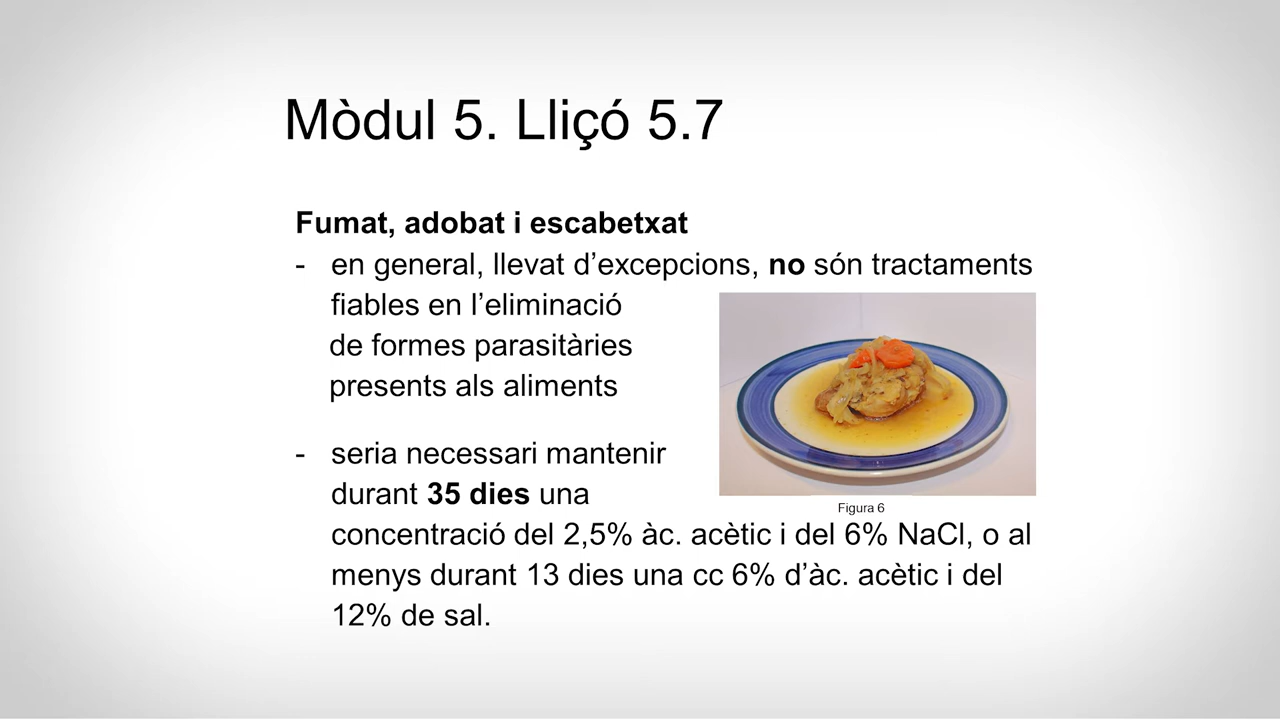 Mòdul 5. Lliçó 5.7
Fumat, adobat i escabetxat
- en general, llevat d’excepcions, no són tractaments
fiables en l’eliminació
de formes parasitàries
presents als aliments
- seria necessari mantenir
durant 35 dies una
Figura 6
concentració del 2,5% àc. acètic i del 6% NaCl, o al
menys durant 13 dies una cc 6% d’àc. acètic i del
12% de sal.